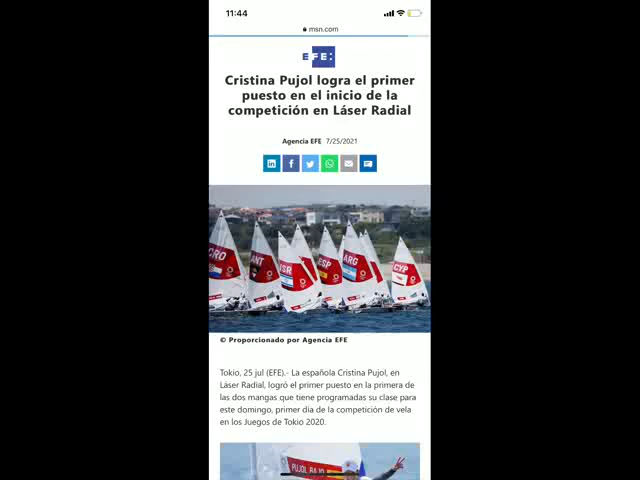 11:44
msn.com
EFE:
Cristina Pujol logra el primer
puesto en el inicio de la
competición en Láser Radial
Agencia EFE 7/25/2021
in f
CRO
ANT
ISR
ESP
ARG
CYP
© Proporcionado por Agencia EFE
Tokio, 25 jul (EFE).- La española Cristina Pujol, en
Láser Radial, logró el primer puesto en la primera de
las dos mangas que tiene programadas su clase para
este domingo, primer día de la competición de vela
en los Juegos de Tokio 2020.
PUJOL BAJO